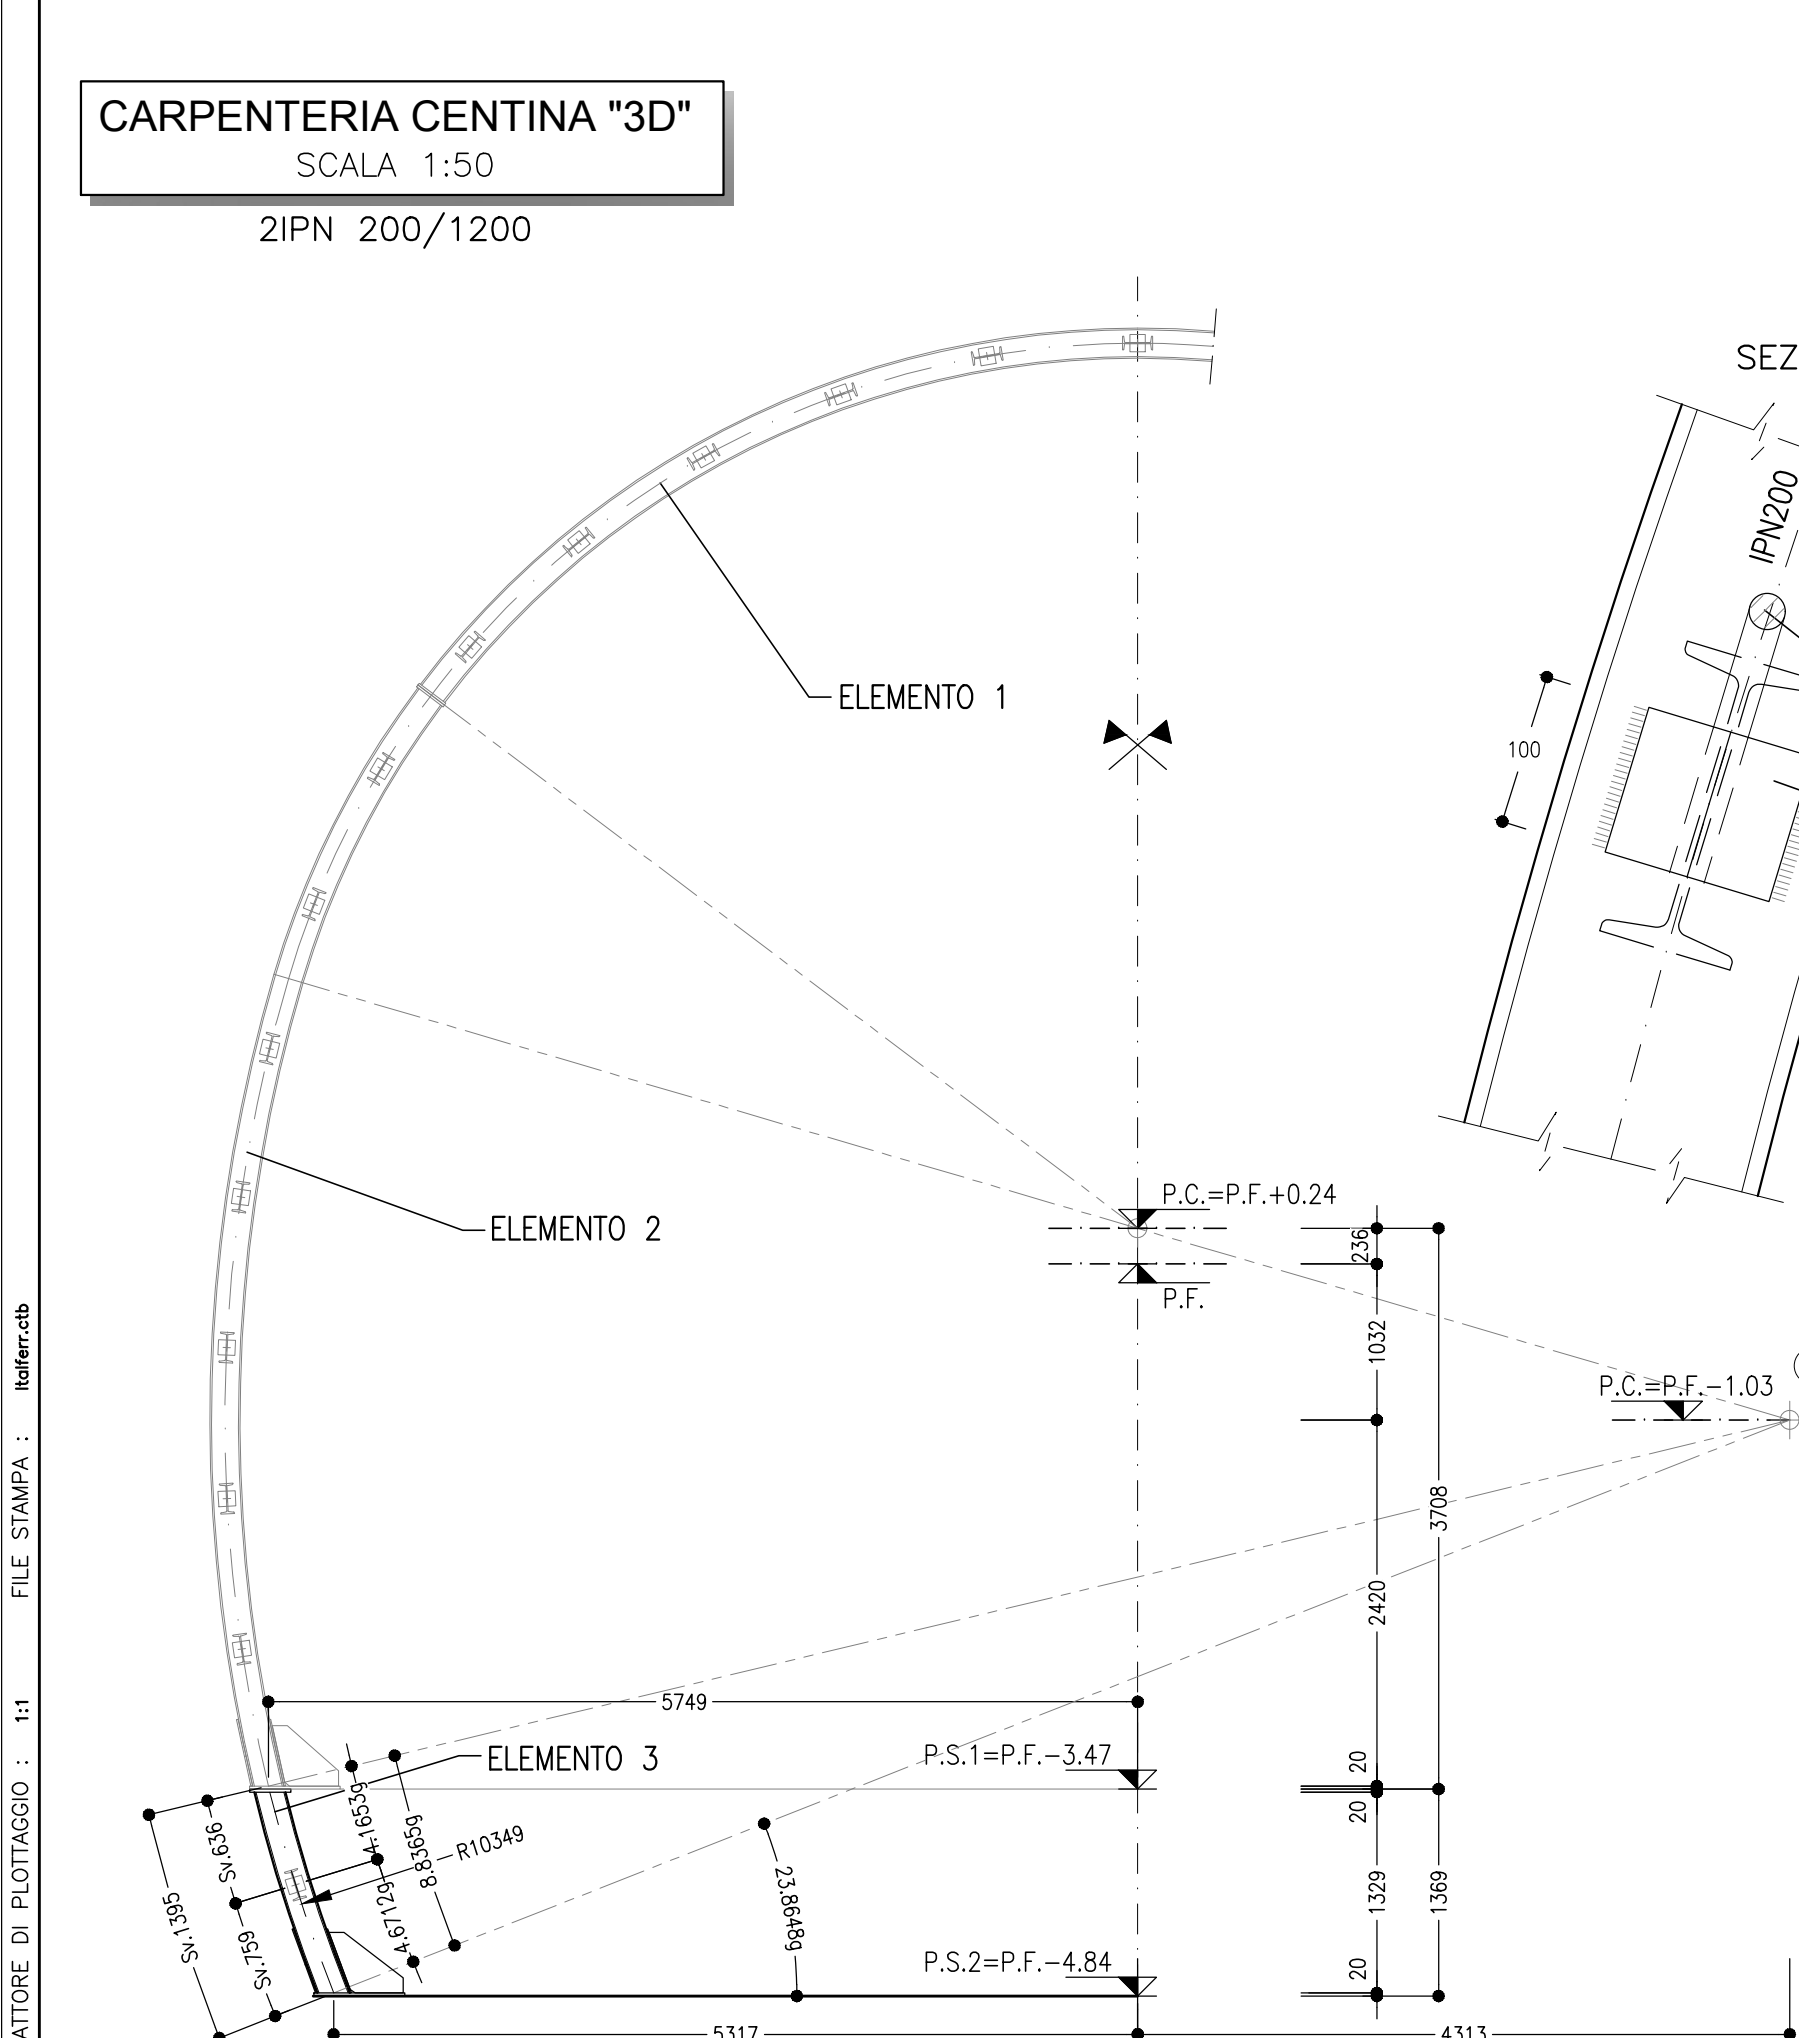 CARPENTERIA CENTINA "3D"
SCALA 1:50
2IPN 200/1200
SEZ
IPN200
100
ELEMENTO 1
ELEMENTO 2
P.C.=P.F.+0.24
P.F.
236
1032
P.C.=P.F.-1.03
3708
2420
5749
ELEMENTO 3
P.S.1=P.F.-3.47
20
20
4.1653g
8.8365g
R10349
Sv.636
Sv.1395
Sv.759
4.6712g
23.8648g
1329
1369
P.S.2=P.F.-4.84
20
5317
4313
ATTORE DI PLOTTAGGIO : 1:1 FILE STAMPA : Italferr.ctb